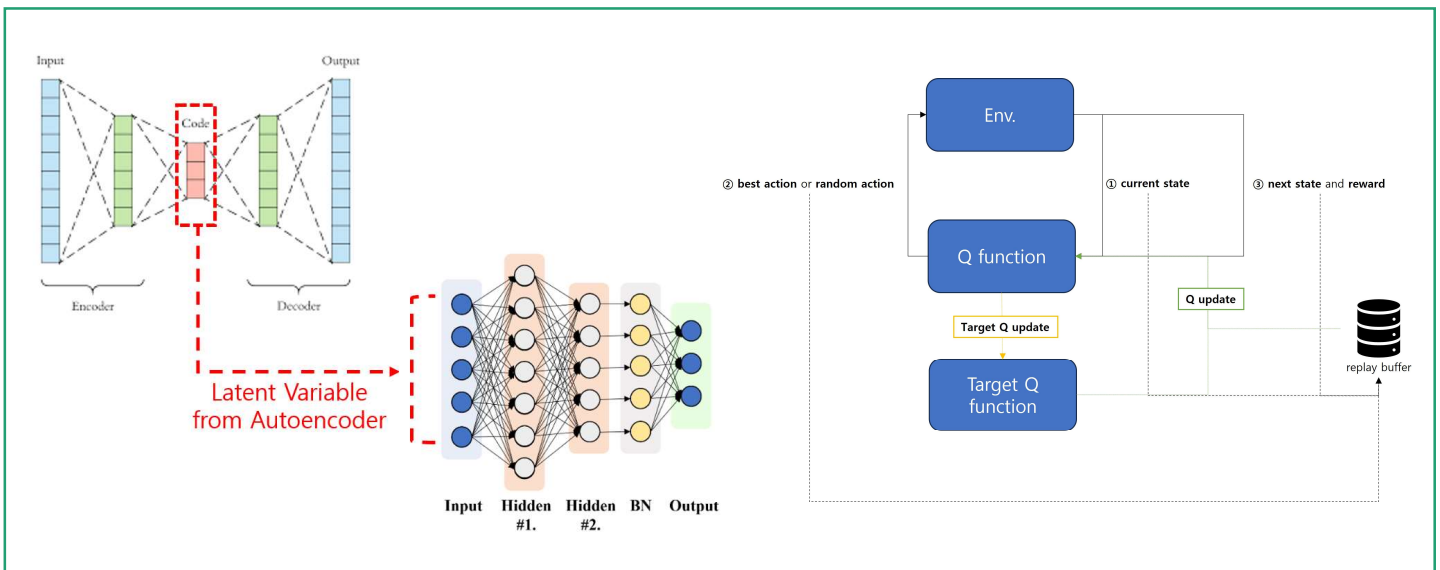 Input
Output
Code
Encoder
Decoder
Latent Variable
from Autoencoder
Input
Hidden
#1.
Hidden
#2.
BN
Output
Env.
② best action or random action
① current state
③ next state and reward
Q function
Q update
Target Q update
replay buffer
Target Q
function